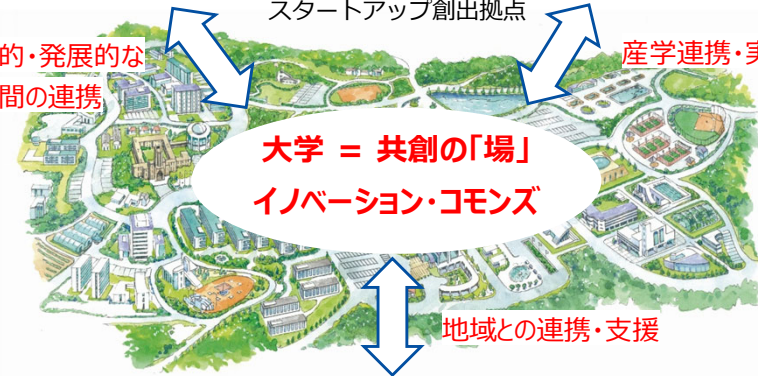 スタートアップ創出拠点
的・発展的な
間の連携
産学連携・実
大学 = 共創の「場」
イノベーション・コモンズ
地域との連携・支援